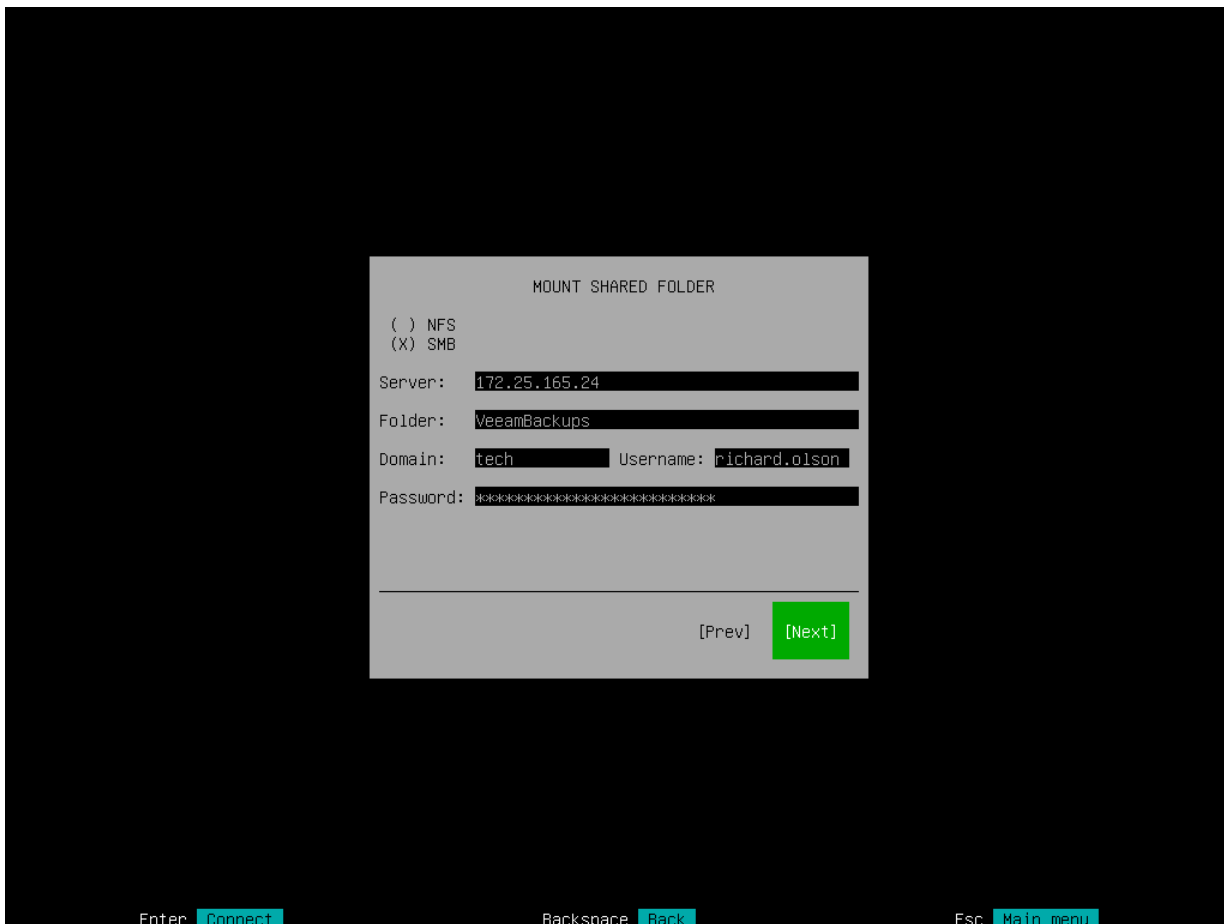 MOUNT SHARED FOLDER
( ) NFS
(X) SMB
Server: 172.25.165.24
Folder: VeeamBackups
Domain: tech Username: richard.olson
Password: **************************
[Prev] [Next]
Enter Connect Backspace Back Esc Main menu